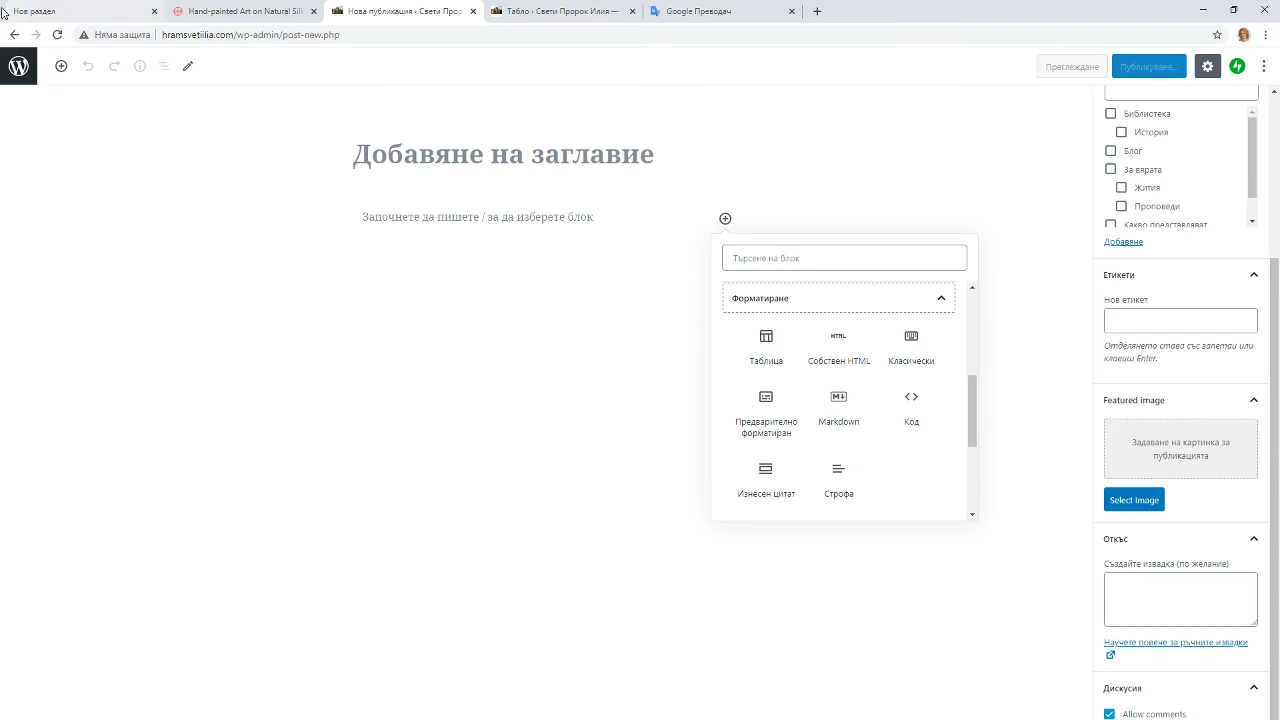 Нов раздел
Hand-painted Art on Natural Silk
Нова публикация ‹ Свети Пророк
Табло ‹ Свети Пророк Илия —
Google Преводач
Няма защита
hramsvetiilia.com/wp-admin/post-new.php
Преглеждане
Публикуване...
Добавяне на заглавие
Започнете да пишете / за да изберете блок
Търсене на блок
Форматиране
Таблица
HTML
Собствен HTML
Класически
Предварително
форматиран
Markdown
Код
Изнесен цитат
Строфа
Библиотека
История
Блог
За вярата
Жития
Проповеди
Какво представляват
Добавяне
Етикети
Нов етикет
Отделянето става със запетаи или
клавиш Enter.
Featured image
Задаване на картинка за
публикацията
Select Image
Откъс
Създайте извадка (по желание)
Научете повече за ръчните извадки
Дискусия
Allow comments